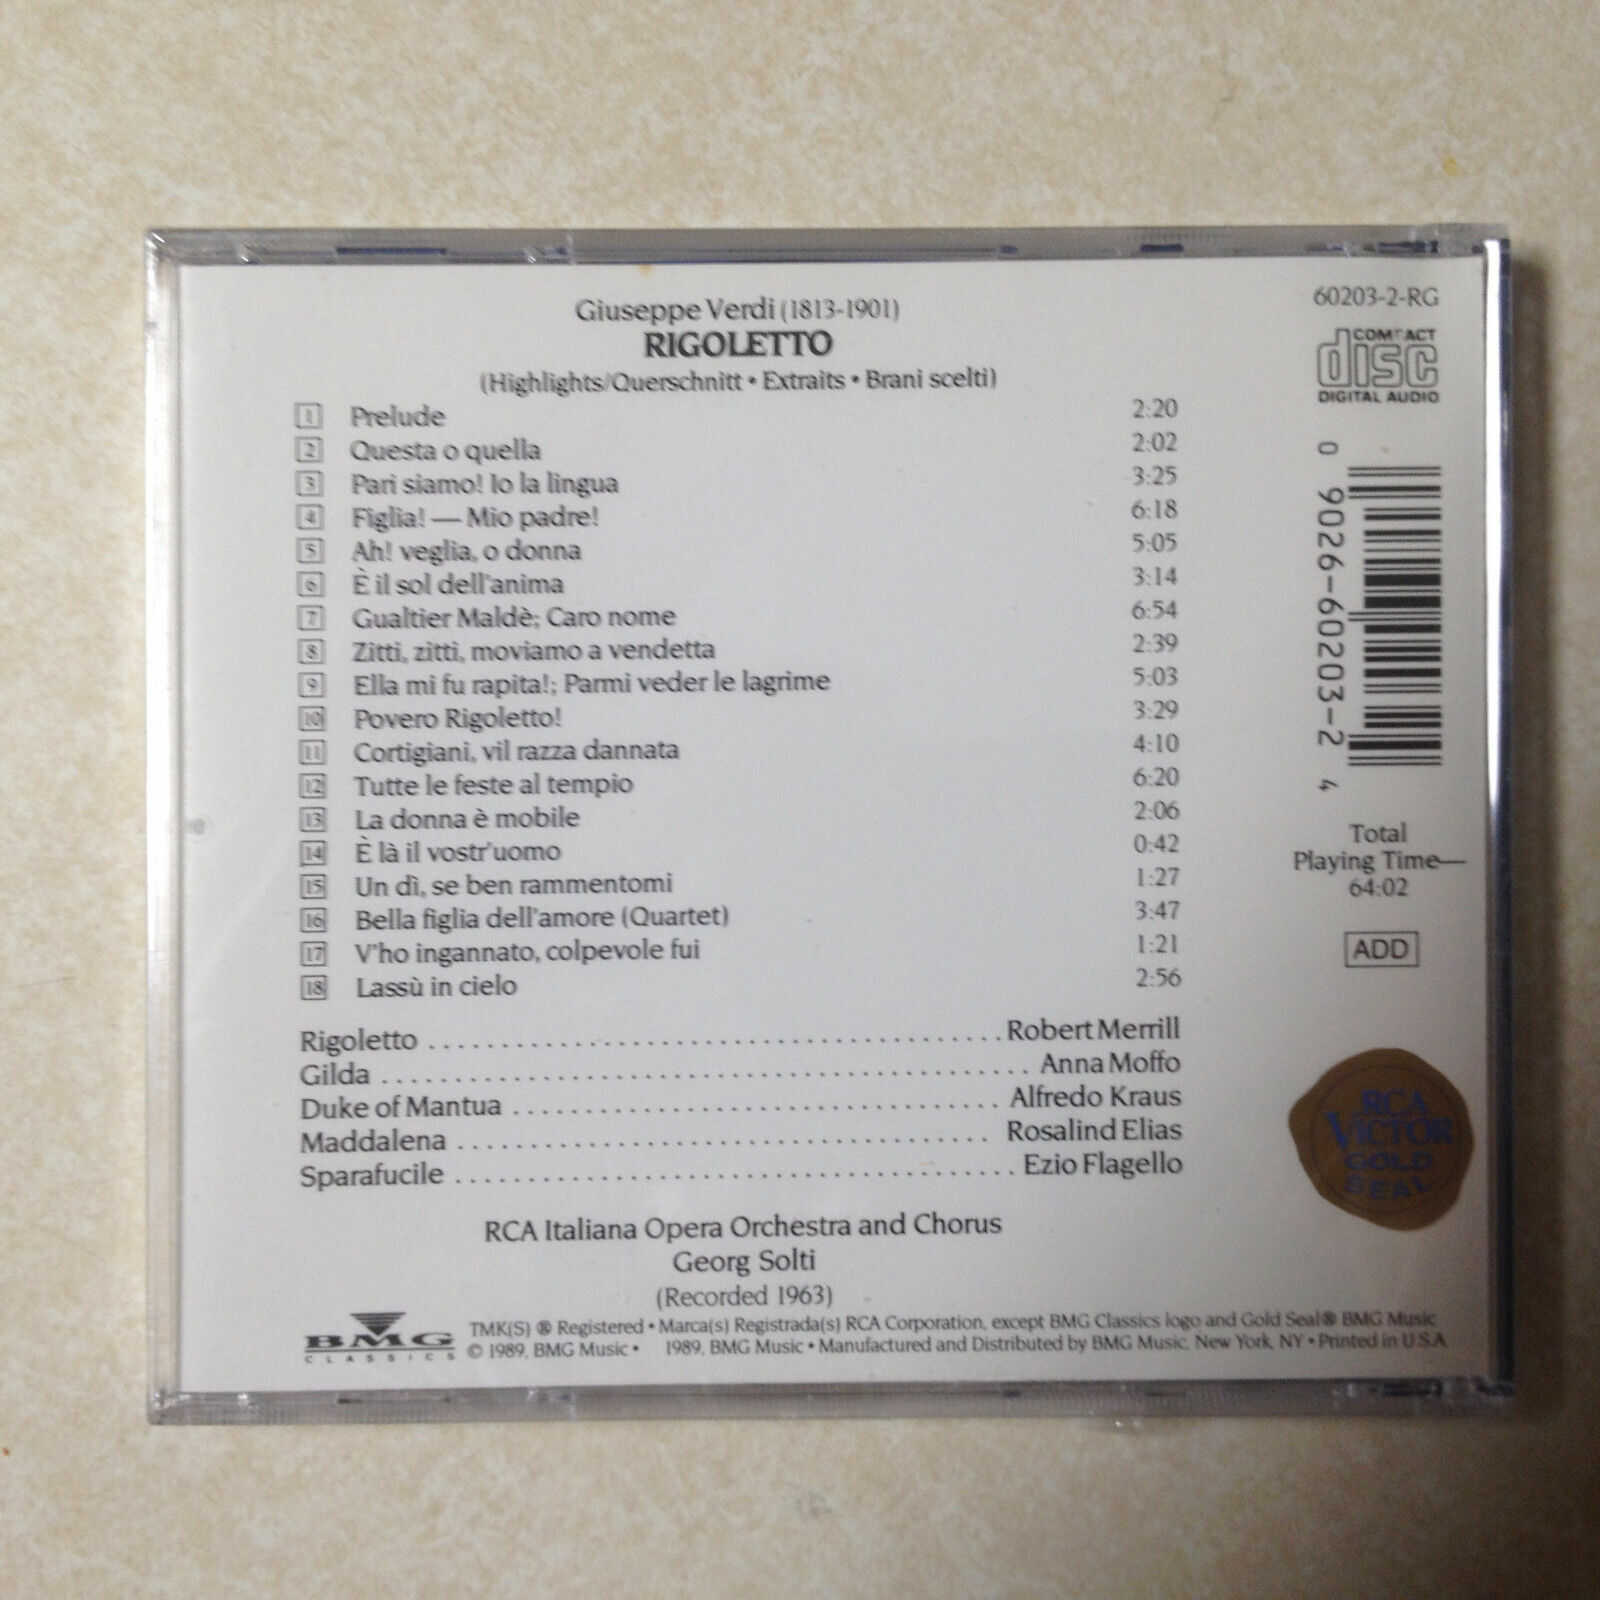 Giuseppe Verdi (1813-1901)
RIGOLETTO
(Highlights/Querschnitt • Extraits • Brani scelti)
1 Prelude 2:20
2 Questa o quella 2:02
3 Pari siamo! Io la lingua 3:25
4 Figlia! — Mio padre! 6:18
5 Ah! veglia, o donna 5:05
6 È il sol dell'anima 3:14
7 Gualtier Maldè; Caro nome 6:54
8 Zitti, zitti, moviamo a vendetta 2:39
9 Ella mi fu rapita!; Parmi veder le lagrime 5:03
10 Povero Rigoletto! 3:29
11 Cortigiani, vil razza dannata 4:10
12 Tutte le feste al tempio 6:20
13 La donna è mobile 2:06
14 È là il vostr'uomo 0:42
15 Un dì, se ben rammentomi 1:27
16 Bella figlia dell'amore (Quartet) 3:47
17 V'ho ingannato, colpevole fui 1:21
18 Lassù in cielo 2:56
Rigoletto . . . . . . . . . . . . . . . . . . . . Robert Merrill
Gilda . . . . . . . . . . . . . . . . . . . . Anna Moffo
Duke of Mantua . . . . . . . . . . . . . . . . . . . . Alfredo Kraus
Maddalena . . . . . . . . . . . . . . . . . . . . Rosalind Elias
Sparafucile . . . . . . . . . . . . . . . . . . . . Ezio Flagello
RCA Italiana Opera Orchestra and Chorus
Georg Solti
(Recorded 1963)
BMG
CLASSICS
TMK(S) ® Registered • Marca(s) Registrada(s) RCA Corporation, except BMG Classics logo and Gold Seal® BMG Music
© 1989, BMG Music • 1989, BMG Music • Manufactured and Distributed by BMG Music, New York, NY • Printed in U.S.A
60203-2-RG
COMPACT
disc
DIGITAL AUDIO
0 9026-60203-2 4
Total
Playing Time—
64:02
ADD
RCA
VICTOR
GOLD
SEAL